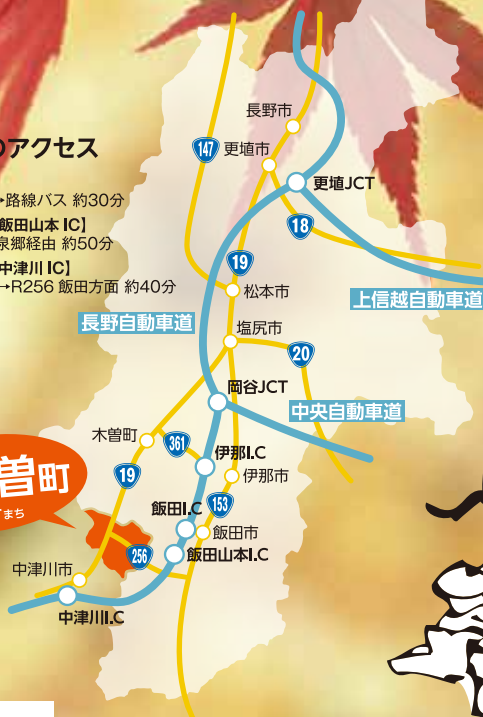 のアクセス
→路線バス 約30分
飯田山本 IC】
泉郷経由 約50分
中津川 IC】
→R256 飯田方面 約40分
長野市
147
更埴市
更埴JCT
18
19
松本市
上信越自動車道
長野自動車道
塩尻市
20
岡谷JCT
中央自動車道
木曽町
361
伊那I.C
19
伊那市
曽町
まち
153
飯田I.C
飯田市
256
飯田山本I.C
中津川市
中津川I.C